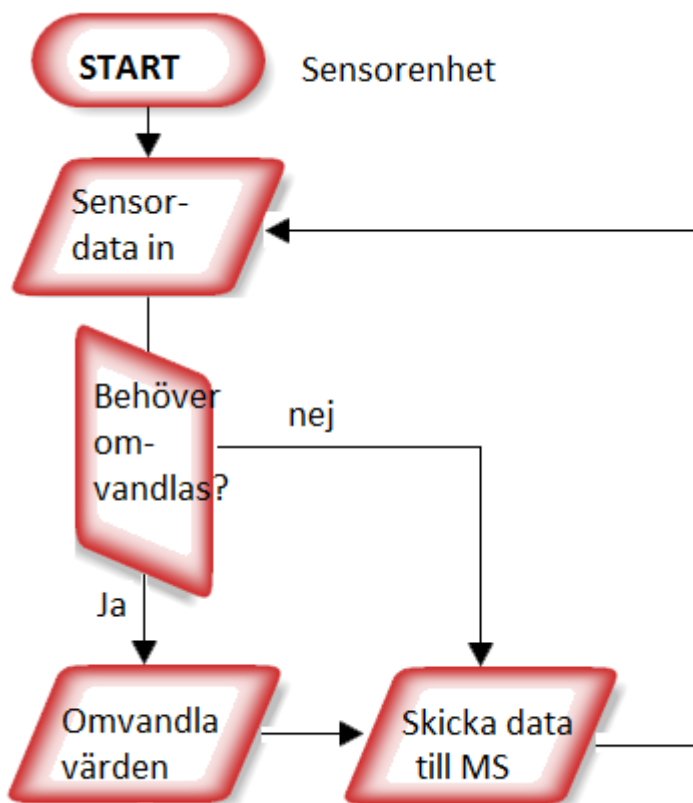 START
Sensorenhet
Sensor-
data in
Behöver
om-
vandlas?
nej
Ja
Omvandla
värden
Skicka data
till MS